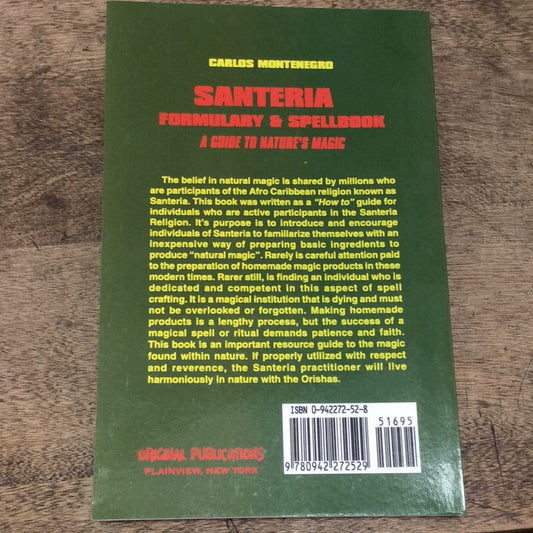 CARLOS MONTENEGRO
SANTERIA
FORMULARY & SPELLBOOK
A GUIDE TO NATURE'S MAGIC
The belief in natural magic is shared by millions who
are participants of the Afro Caribbean religion known as
Santeria. This book was written as a "How to" guide for
individuals who are active participants in the Santeria
Religion. It's purpose is to introduce and encourage
individuals of Santeria to familiarize themselves with an
inexpensive way of preparing basic ingredients to
produce "natural magic". Rarely is careful attention paid
to the preparation of homemade magic products in these
modern times. Rarer still, is finding an individual who is
dedicated and competent in this aspect of spell
crafting. It is a magical institution that is dying and must
not be overlooked or forgotten. Making homemade
products is a lengthy process, but the success of a
magical spell or ritual demands patience and faith.
This book is an important resource guide to the magic
found within nature. If properly utilized with respect
and reverence, the Santeria practitioner will live
harmoniously in nature with the Orishas.
ISBN 0-942272-52-8
51695
9 780942 272529
ORIGINAL PUBLICATIONS
PLAINVIEW, NEW YORK